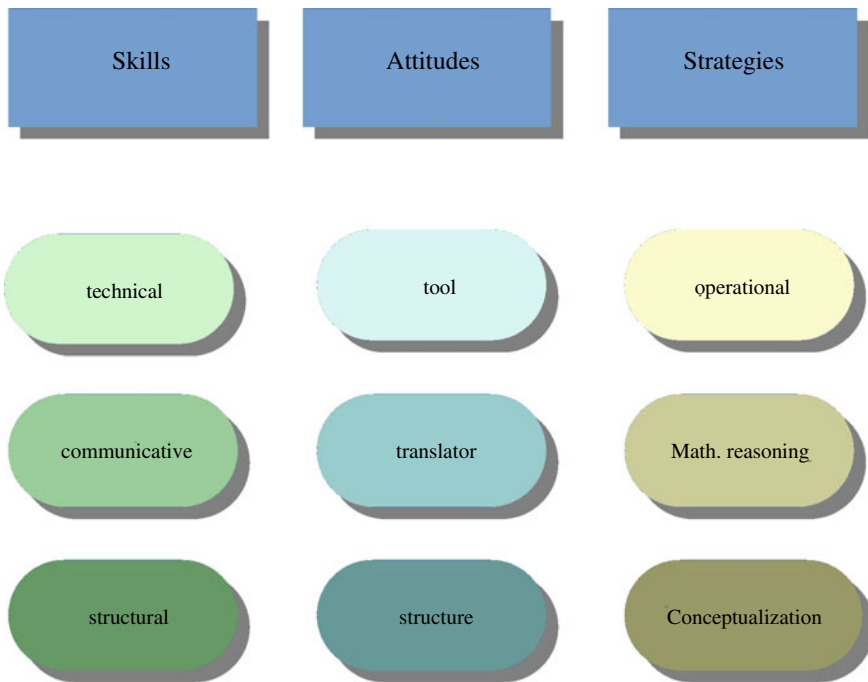 Skills
Attitudes
Strategies
technical
tool
operational
communicative
translator
Math. reasoning
structural
structure
Conceptualization